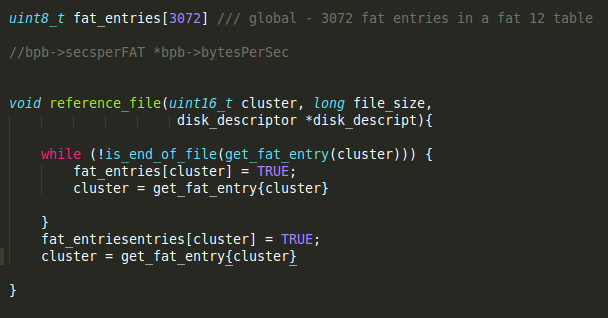 uint8_t fat_entries[3072] /// global - 3072 fat entries in a fat 12 table
//bpb->secsperFAT *bpb->bytesPerSec
void reference_file(uint16_t cluster, long file_size,
disk_descriptor *disk_descript){
while (!is_end_of_file(get_fat_entry(cluster))) {
fat_entries[cluster] = TRUE;
cluster = get_fat_entry{cluster}
}
fat_entriesentries[cluster] = TRUE;
cluster = get_fat_entry{cluster}
}